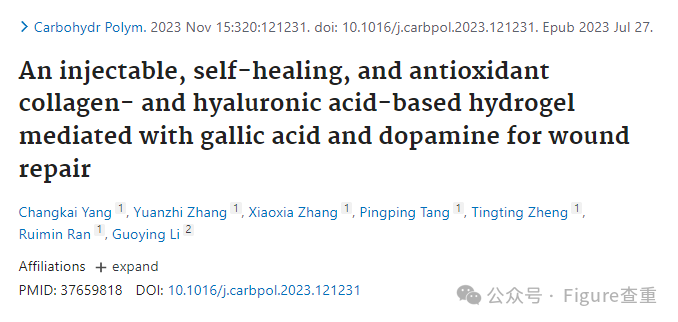 Carbohydr Polym. 2023 Nov 15:320:121231. doi: 10.1016/j.carbpol.2023.121231. Epub 2023 Jul 27.
An injectable, self-healing, and antioxidant
collagen- and hyaluronic acid-based hydrogel
mediated with gallic acid and dopamine for wound
repair
Changkai Yang 1, Yuanzhi Zhang 1, Xiaoxia Zhang 1, Pingping Tang 1, Tingting Zheng 1,
Ruimin Ran 1, Guoying Li 2
Affiliations + expand
PMID: 37659818 DOI: 10.1016/j.carbpol.2023.121231
公众号 · Figure查重